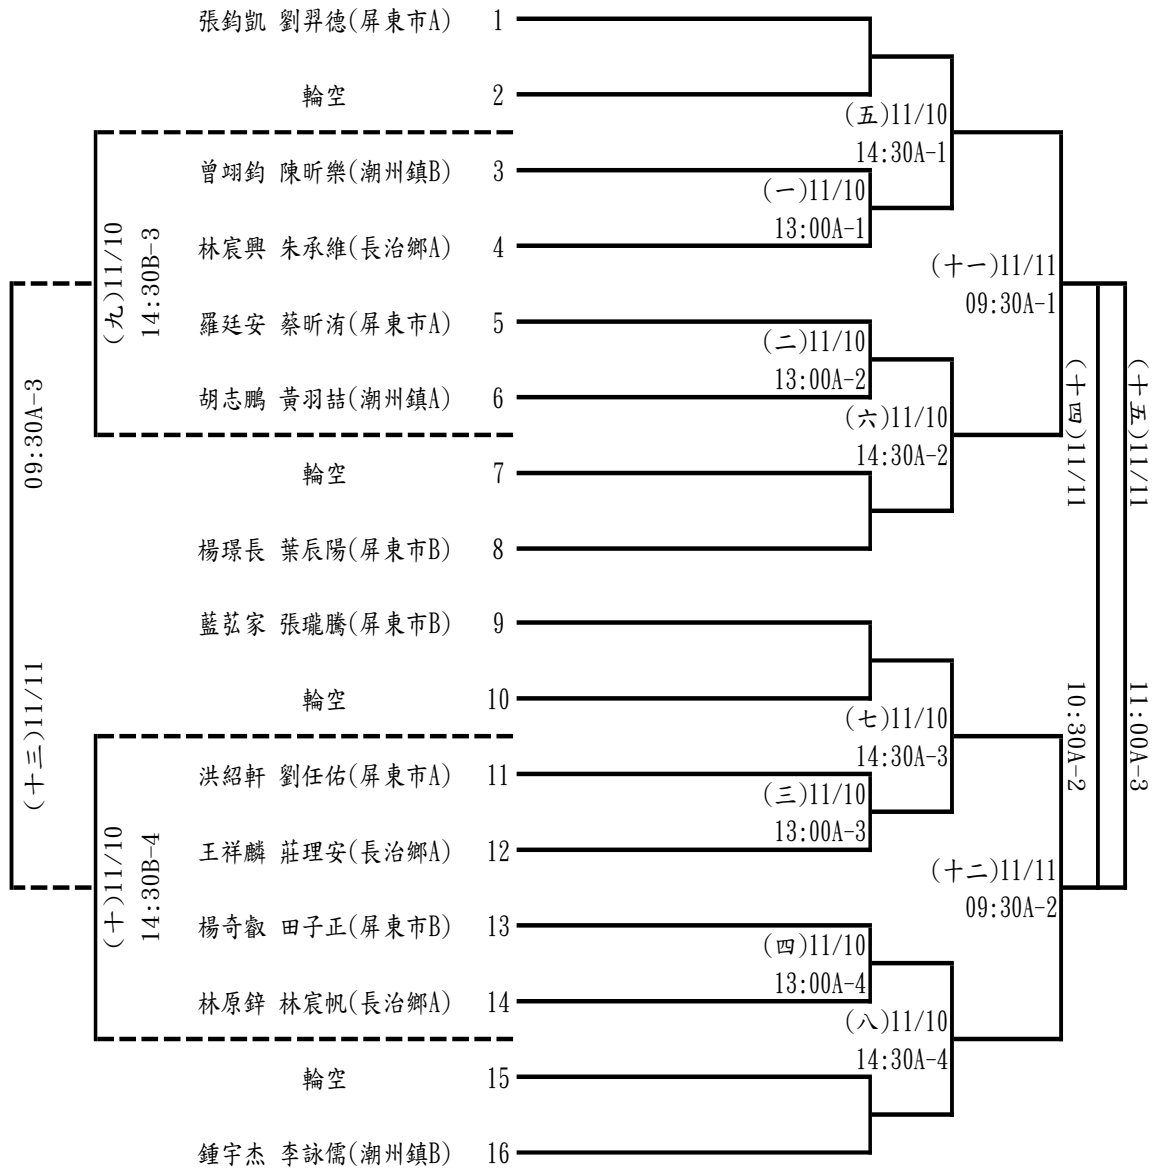 張鈞凱 劉羿德(屏東市A) 1
輪空 2
(五)11/10
14:30A-1
曾翊鈞 陳昕樂(潮州鎮B) 3
(一)11/10
13:00A-1
林宸興 朱承維(長治鄉A) 4
(九)11/10
14:30B-3
(十一)11/11
09:30A-1
羅廷安 蔡昕洧(屏東市A) 5
(二)11/10
13:00A-2
胡志鵬 黃羽喆(潮州鎮A) 6
(六)11/10
14:30A-2
輪空 7
楊璟長 葉辰陽(屏東市B) 8
(十三)11/11
09:30A-3
(十四)11/11
10:30A-2
(十五)11/11
11:00A-3
藍苰家 張瓏騰(屏東市B) 9
輪空 10
(七)11/10
14:30A-3
洪紹軒 劉任佑(屏東市A) 11
(三)11/10
13:00A-3
王祥麟 莊理安(長治鄉A) 12
(十)11/10
14:30B-4
(十二)11/11
09:30A-2
楊奇叡 田子正(屏東市B) 13
(四)11/10
13:00A-4
林原鋅 林宸帆(長治鄉A) 14
(八)11/10
14:30A-4
輪空 15
鍾宇杰 李詠儒(潮州鎮B) 16